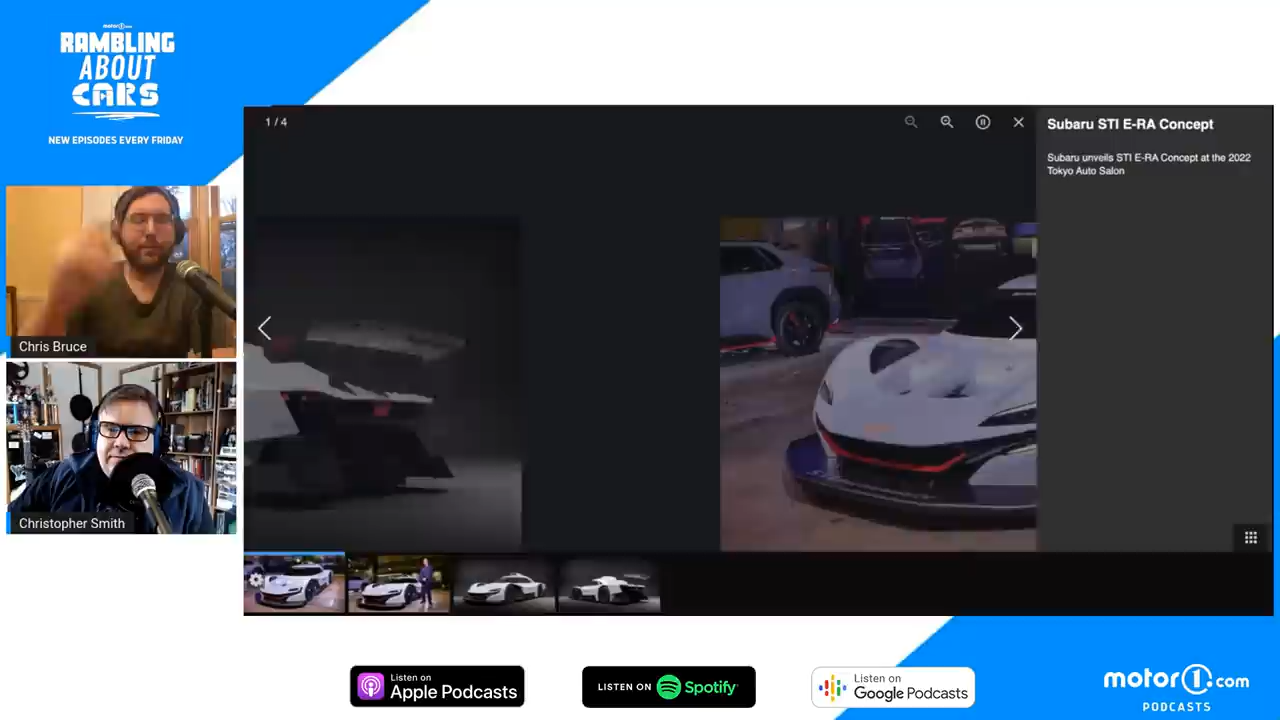 motor1.com
RAMBLING
ABOUT
CARS
NEW EPISODES EVERY FRIDAY
1 / 4
Subaru STI E-RA Concept
Subaru unveils STI E-RA Concept at the 2022
Tokyo Auto Salon
Chris Bruce
Christopher Smith
Listen on
Apple Podcasts
LISTEN ON Spotify
Listen on
Google Podcasts
motor1.com
PODCASTS